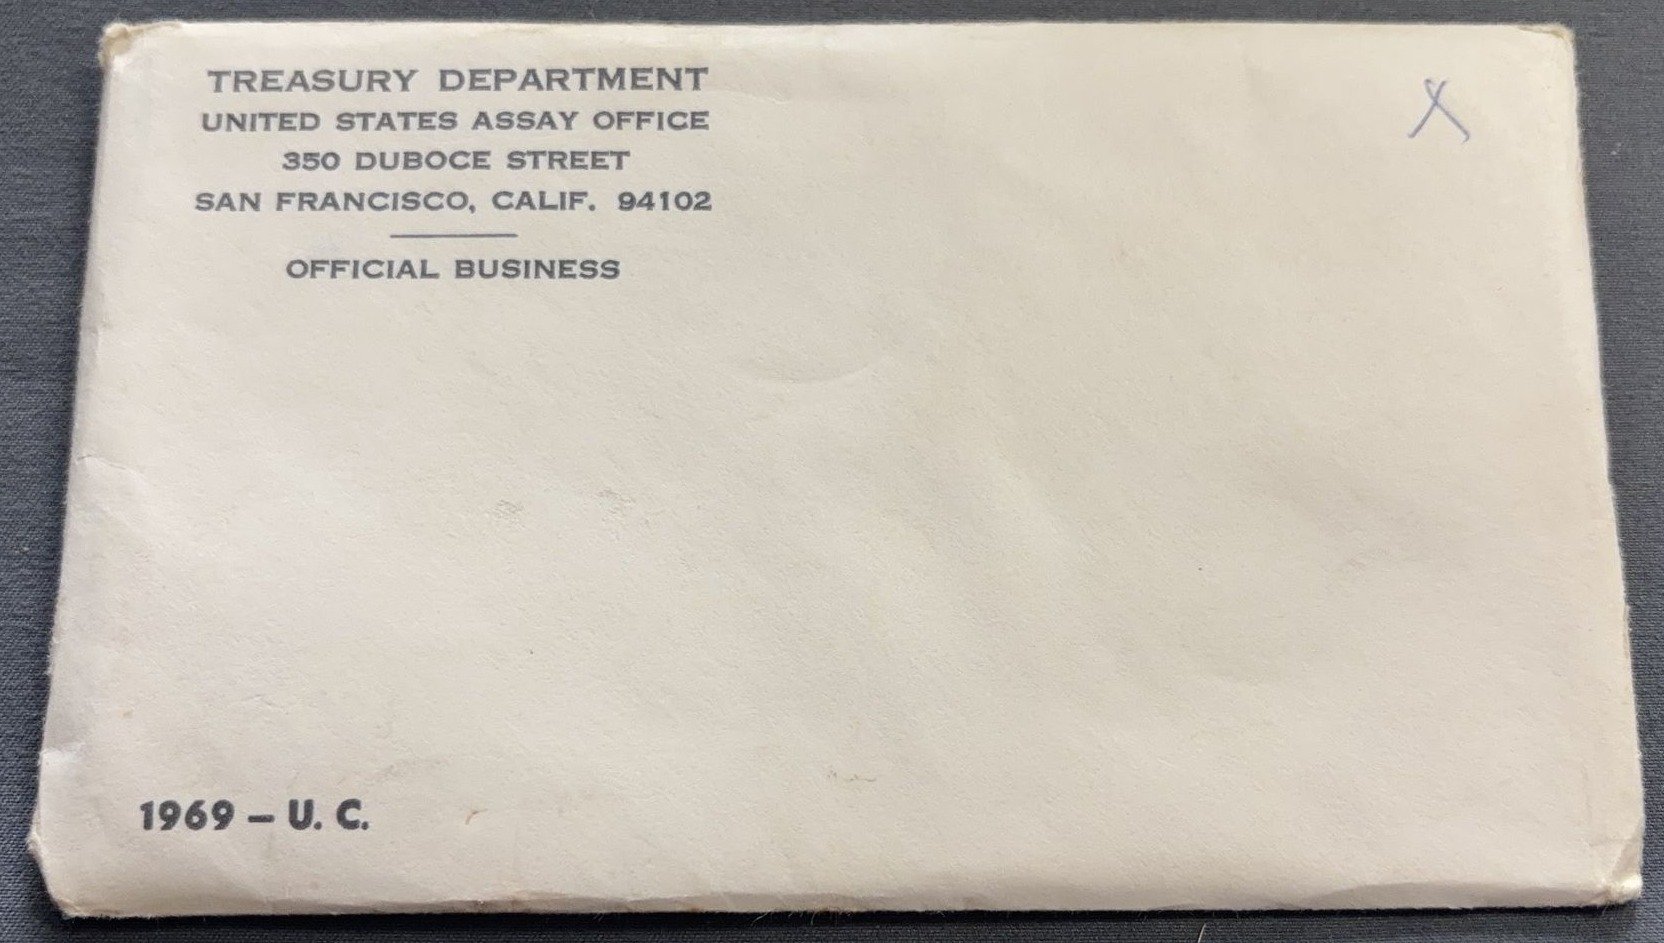 TREASURY DEPARTMENT
UNITED STATES ASSAY OFFICE
350 DUBOCE STREET
SAN FRANCISCO, CALIF. 94102
OFFICIAL BUSINESS
X
1969 – U. C.